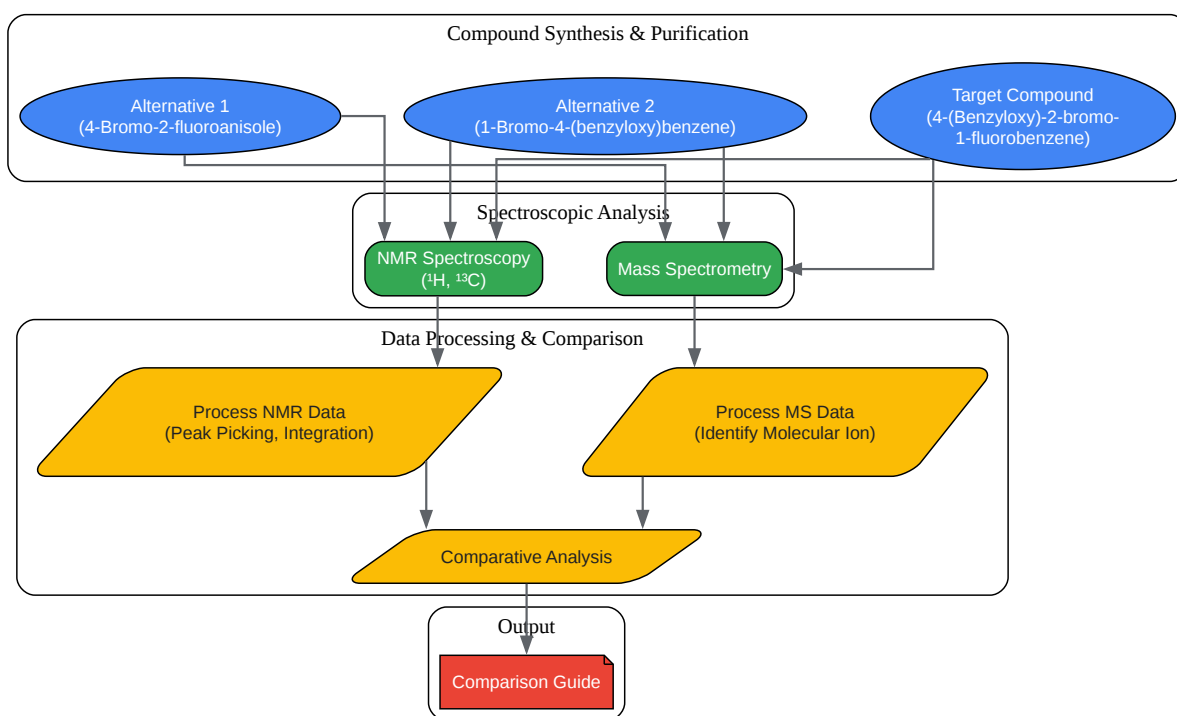 Compound Synthesis & Purification
Alternative 1
(4-Bromo-2-fluoroanisole)
Alternative 2
(1-Bromo-4-(benzyloxy)benzene)
Target Compound
(4-(Benzyloxy)-2-bromo-
1-fluorobenzene)
Spectroscopic Analysis
NMR Spectroscopy
(¹H, ¹³C)
Mass Spectrometry
Data Processing & Comparison
Process NMR Data
(Peak Picking, Integration)
Process MS Data
(Identify Molecular Ion)
Comparative Analysis
Output
Comparison Guide